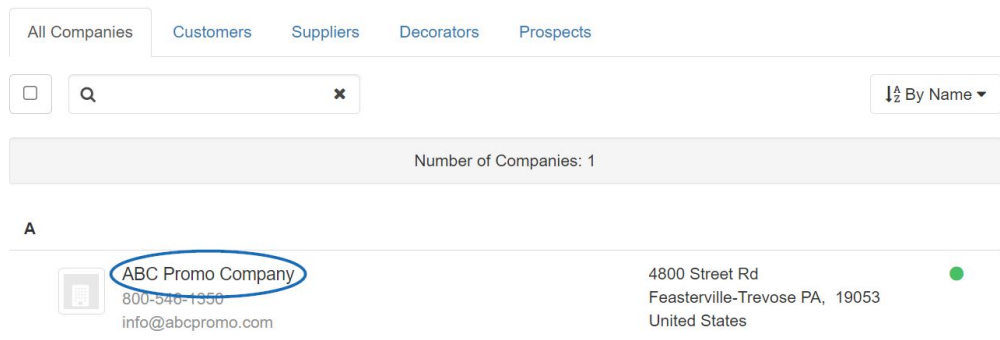 All Companies Customers Suppliers Decorators Prospects
By Name
Number of Companies: 1
A
ABC Promo Company
800-546-1350
info@abcpromo.com
4800 Street Rd
Feasterville-Trevose PA, 19053
United States